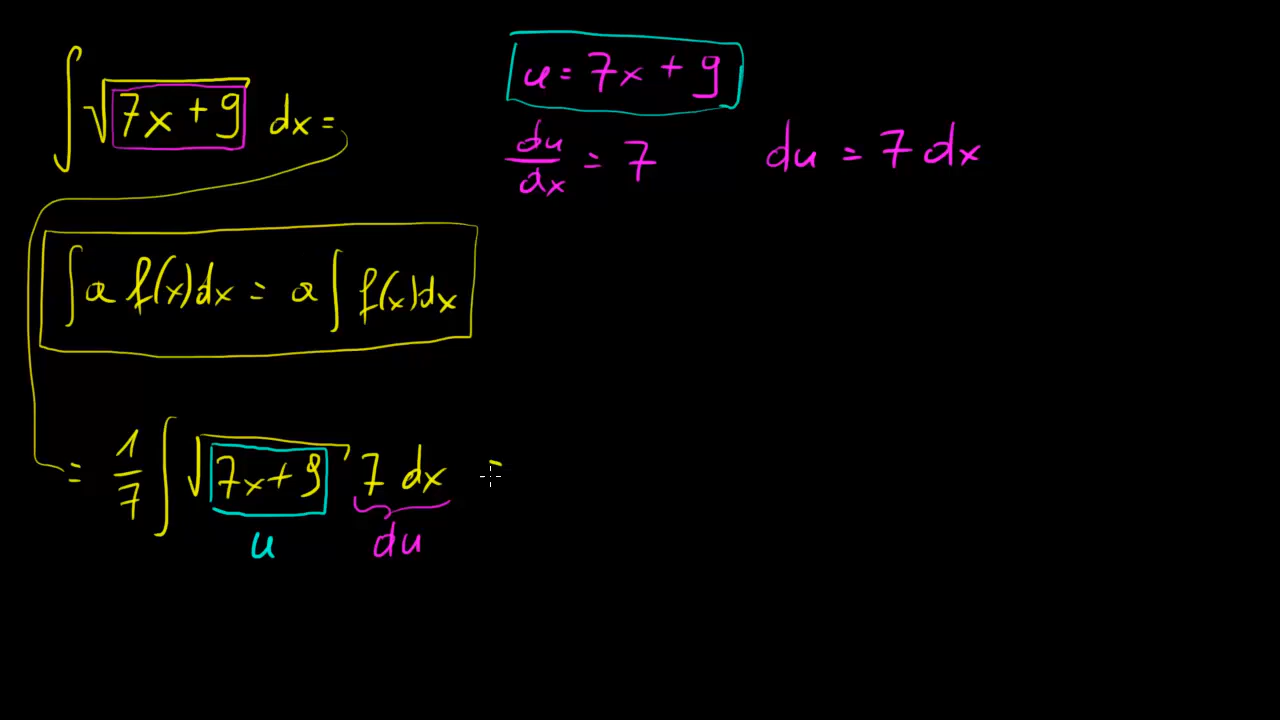 ∫ √7x + 9 dx =
u = 7x + 9
du/dx = 7
du = 7 dx
∫ a f(x)dx = a ∫ f(x)dx
= 1/7 ∫ √7x + 9 7 dx =
u
du